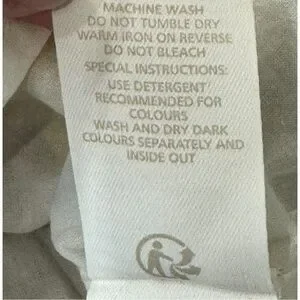 MACHINE WASH
DO NOT TUMBLE DRY
WARM IRON ON REVERSE
DO NOT BLEACH
SPECIAL INSTRUCTIONS:
USE DETERGENT
RECOMMENDED FOR
COLOURS
WASH AND DRY DARK
COLOURS SEPARATELY AND
INSIDE OUT